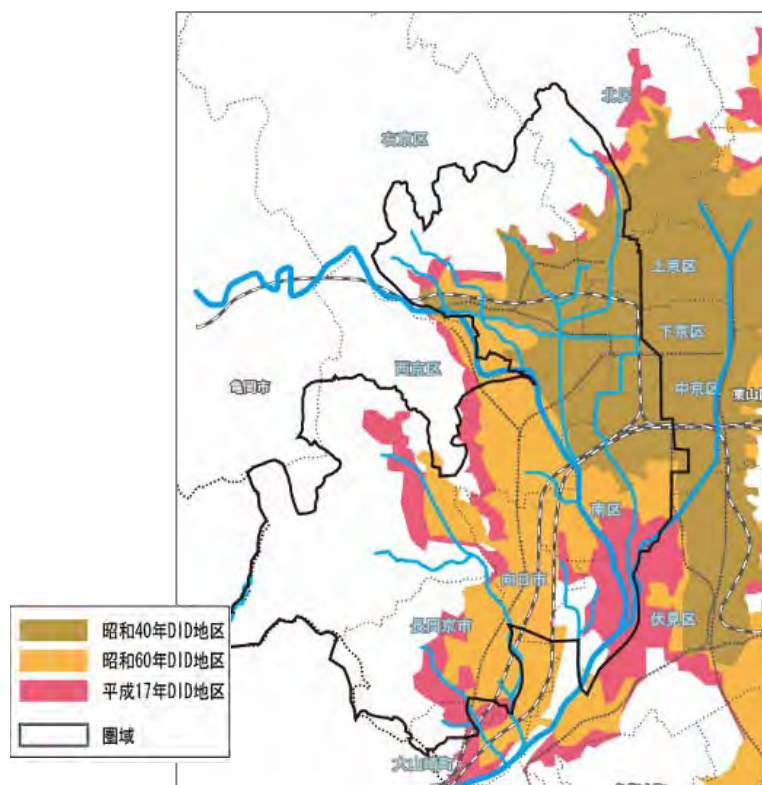 北区
右京区
上京区
下京区
西京区
中京区
亀岡市
東山区
南区
向日市
長岡京市
伏見区
大山崎町
昭和40年DID地区
昭和60年DID地区
平成17年DID地区
圏域